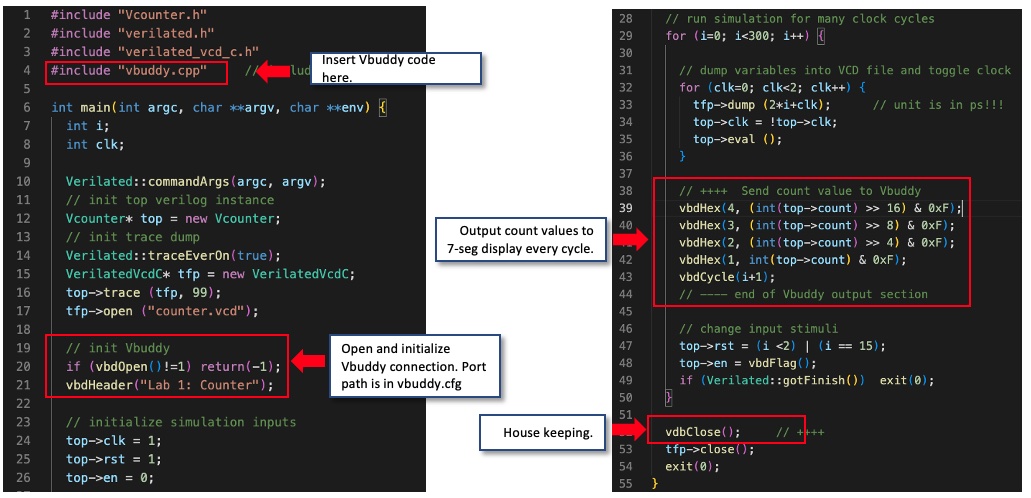 1 #include "Vcounter.h"
2 #include "verilated.h"
3 #include "verilated_vcd_c.h"
4 #include "vbuddy.cpp" //
Insert Vbuddy code
here.
5
6 int main(int argc, char **argv, char **env) {
7 int i;
8 int clk;
9
10 Verilated::commandArgs(argc, argv);
11 // init top verilog instance
12 Vcounter* top = new Vcounter;
13 // init trace dump
14 Verilated::traceEverOn(true);
15 VerilatedVcdC* tfp = new VerilatedVcdC;
16 top->trace (tfp, 99);
17 tfp->open ("counter.vcd");
18
19 // init Vbuddy
20 if (vbdOpen()!=1) return(-1);
21 vbdHeader("Lab 1: Counter");
Open and initialize
Vbuddy connection. Port
path is in vbuddy.cfg
22
23 // initialize simulation inputs
24 top->clk = 1;
25 top->rst = 1;
26 top->en = 0;
28 // run simulation for many clock cycles
29 for (i=0; i<300; i++) {
30
31 // dump variables into VCD file and toggle clock
32 for (clk=0; clk<2; clk++) {
33 tfp->dump (2*i+clk); // unit is in ps!!!
34 top->clk = !top->clk;
35 top->eval ();
36 }
37
38 // ++++ Send count value to Vbuddy
39 vbdHex(4, (int(top->count) >> 16) & 0xF);
40 vbdHex(3, (int(top->count) >> 8) & 0xF);
vbdHex(2, (int(top->count) >> 4) & 0xF);
42 vbdHex(1, int(top->count) & 0xF);
43 vbdCycle(i+1);
44 // ---- end of Vbuddy output section
Output count values to
7-seg display every cycle.
45
46 // change input stimuli
47 top->rst = (i <2) | (i == 15);
48 top->en = vbdFlag();
49 if (Verilated::gotFinish()) exit(0);
50 }
51
vdbClose(); // ++++
House keeping.
53 tfp->close();
54 exit(0);
55 }